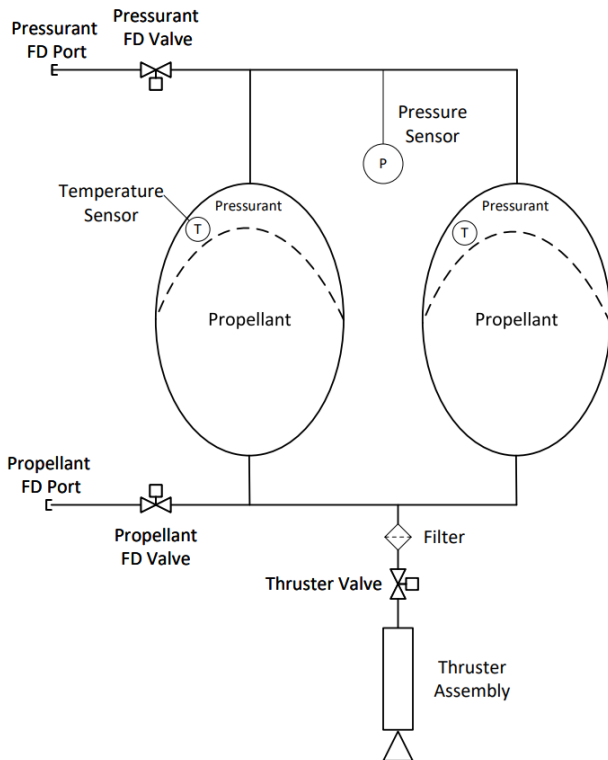 Pressurant
FD Port
Pressurant
FD Valve
Pressure
Sensor
P
Temperature
Sensor
T
Pressurant
Propellant
T
Pressurant
Propellant
Propellant
FD Port
Propellant
FD Valve
Filter
Thruster Valve
Thruster
Assembly